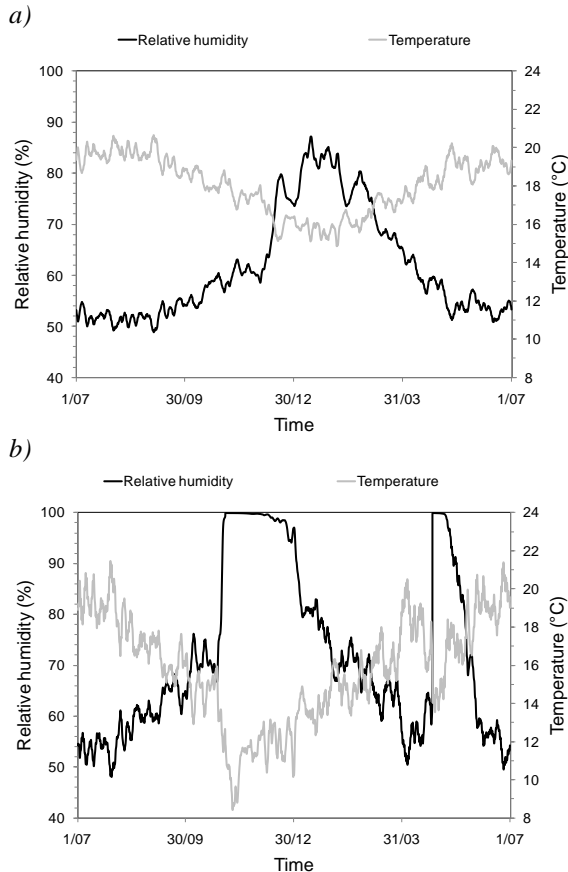 a)
Relative humidity Temperature
100 24
90 22
80 20
70 18
60 16
50 14
40 12
10
8
1/07 30/09 30/12 31/03 1/07
Relative humidity (%)
Temperature (°C)
Time
b)
Relative humidity Temperature
100 24
90 22
80 20
70 18
60 16
50 14
40 12
10
8
1/07 30/09 30/12 31/03 1/07
Relative humidity (%)
Temperature (°C)
Time